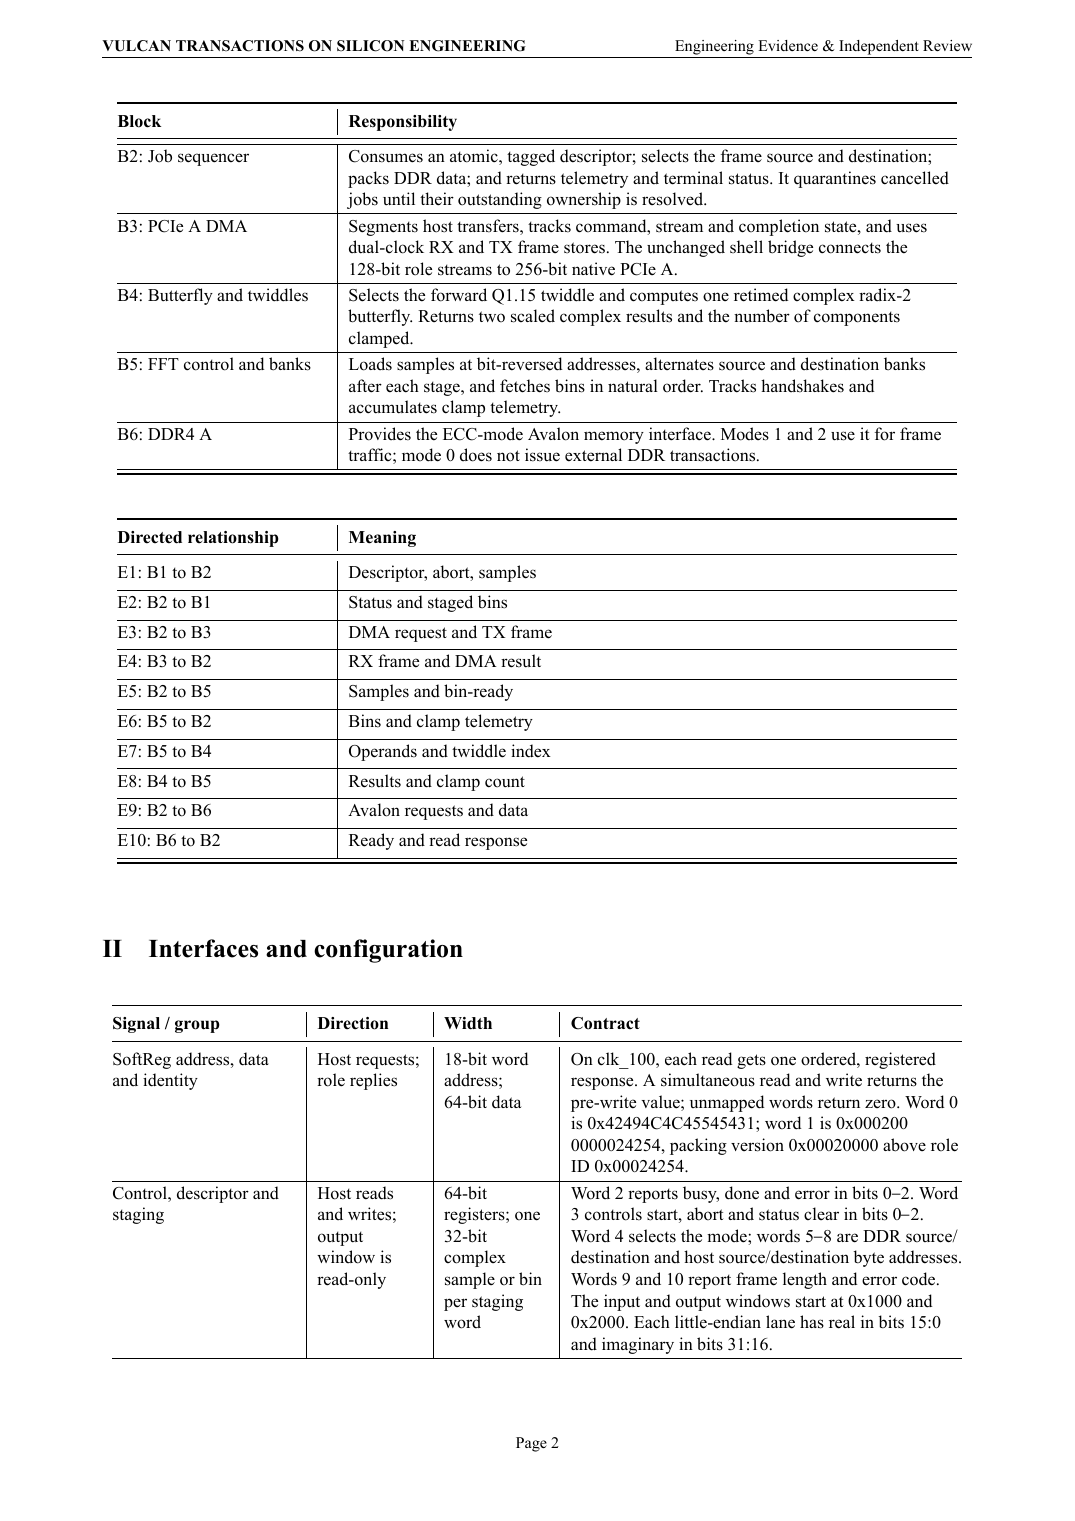 VULCAN TRANSACTIONS ON SILICON ENGINEERING Engineering Evidence & Independent Review
Block Responsibility
B2: Job sequencer Consumes an atomic, tagged descriptor; selects the frame source and destination;
packs DDR data; and returns telemetry and terminal status. It quarantines cancelled
jobs until their outstanding ownership is resolved.
B3: PCIe A DMA Segments host transfers, tracks command, stream and completion state, and uses
dual-clock RX and TX frame stores. The unchanged shell bridge connects the
128-bit role streams to 256-bit native PCIe A.
B4: Butterfly and twiddles Selects the forward Q1.15 twiddle and computes one retimed complex radix-2
butterfly. Returns two scaled complex results and the number of components
clamped.
B5: FFT control and banks Loads samples at bit-reversed addresses, alternates source and destination banks
after each stage, and fetches bins in natural order. Tracks handshakes and
accumulates clamp telemetry.
B6: DDR4 A Provides the ECC-mode Avalon memory interface. Modes 1 and 2 use it for frame
traffic; mode 0 does not issue external DDR transactions.
Directed relationship Meaning
E1: B1 to B2 Descriptor, abort, samples
E2: B2 to B1 Status and staged bins
E3: B2 to B3 DMA request and TX frame
E4: B3 to B2 RX frame and DMA result
E5: B2 to B5 Samples and bin-ready
E6: B5 to B2 Bins and clamp telemetry
E7: B5 to B4 Operands and twiddle index
E8: B4 to B5 Results and clamp count
E9: B2 to B6 Avalon requests and data
E10: B6 to B2 Ready and read response
II Interfaces and configuration
Signal / group Direction Width Contract
SoftReg address, data Host requests; 18-bit word On clk_100, each read gets one ordered, registered
and identity role replies address; response. A simultaneous read and write returns the
64-bit data pre-write value; unmapped words return zero. Word 0
is 0x42494C4C45545431; word 1 is 0x000200
0000024254, packing version 0x00020000 above role
ID 0x00024254.
Control, descriptor and Host reads 64-bit Word 2 reports busy, done and error in bits 0–2. Word
staging and writes; registers; one 3 controls start, abort and status clear in bits 0–2.
output 32-bit Word 4 selects the mode; words 5–8 are DDR source/
window is complex destination and host source/destination byte addresses.
read-only sample or bin Words 9 and 10 report frame length and error code.
per staging The input and output windows start at 0x1000 and
word 0x2000. Each little-endian lane has real in bits 15:0
and imaginary in bits 31:16.
Page 2